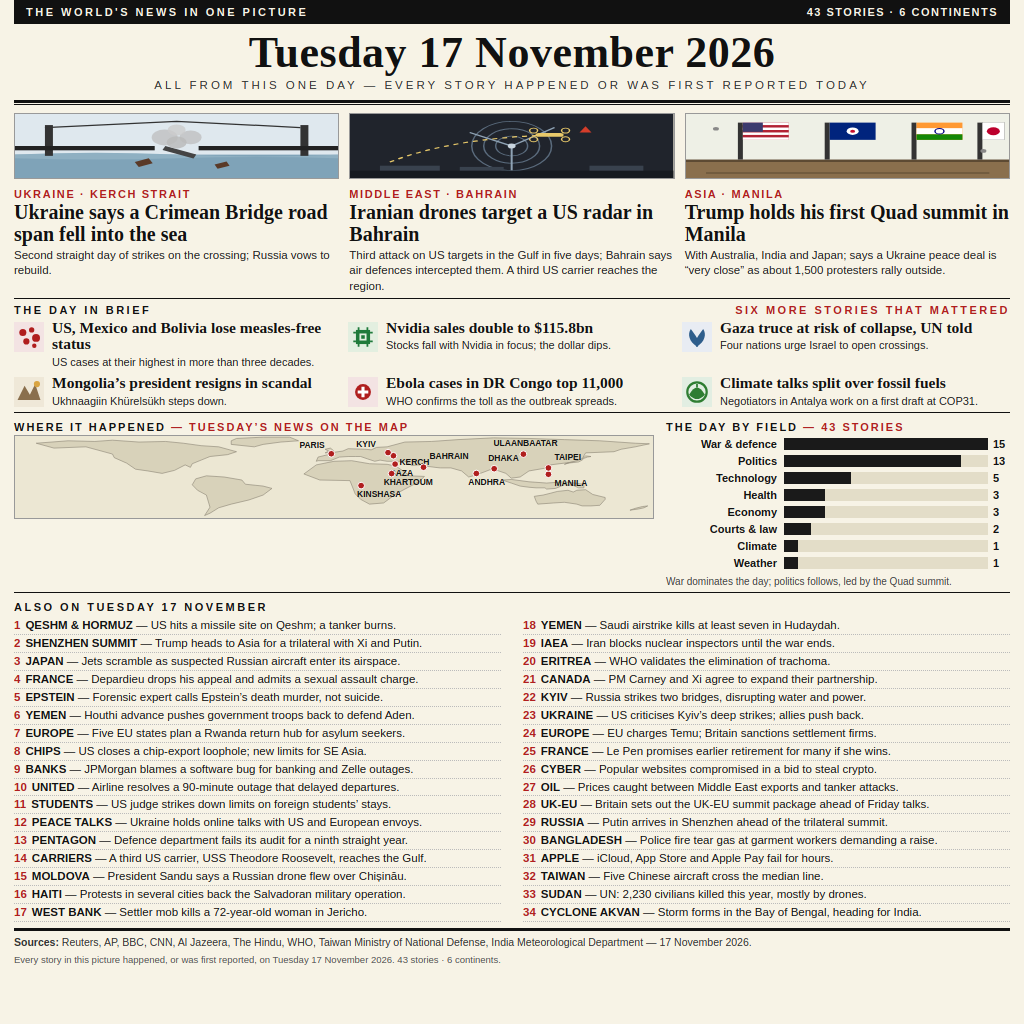 THE WORLD'S NEWS IN ONE PICTURE
43 STORIES · 6 CONTINENTS
Tuesday 17 November 2026
ALL FROM THIS ONE DAY — EVERY STORY HAPPENED OR WAS FIRST REPORTED TODAY
UKRAINE · KERCH STRAIT
Ukraine says a Crimean Bridge road
span fell into the sea
Second straight day of strikes on the crossing; Russia vows to
rebuild.
MIDDLE EAST · BAHRAIN
Iranian drones target a US radar in
Bahrain
Third attack on US targets in the Gulf in five days; Bahrain says
air defences intercepted them. A third US carrier reaches the
region.
ASIA · MANILA
Trump holds his first Quad summit in
Manila
With Australia, India and Japan; says a Ukraine peace deal is
“very close” as about 1,500 protesters rally outside.
THE DAY IN BRIEF
SIX MORE STORIES THAT MATTERED
US, Mexico and Bolivia lose measles-free
status
US cases at their highest in more than three decades.
Nvidia sales double to $115.8bn
Stocks fall with Nvidia in focus; the dollar dips.
Gaza truce at risk of collapse, UN told
Four nations urge Israel to open crossings.
Mongolia’s president resigns in scandal
Ukhnaagiin Khürelsükh steps down.
Ebola cases in DR Congo top 11,000
WHO confirms the toll as the outbreak spreads.
Climate talks split over fossil fuels
Negotiators in Antalya work on a first draft at COP31.
WHERE IT HAPPENED — TUESDAY’S NEWS ON THE MAP
PARIS
KYIV
ULAANBAATAR
KERCH
BAHRAIN
DHAKA
TAIPEI
AZA
KHARTOUM
ANDHRA
MANILA
KINSHASA
THE DAY BY FIELD — 43 STORIES
War & defence 15
Politics 13
Technology 5
Health 3
Economy 3
Courts & law 2
Climate 1
Weather 1
War dominates the day; politics follows, led by the Quad summit.
ALSO ON TUESDAY 17 NOVEMBER
1 QESHM & HORMUZ — US hits a missile site on Qeshm; a tanker burns.
2 SHENZHEN SUMMIT — Trump heads to Asia for a trilateral with Xi and Putin.
3 JAPAN — Jets scramble as suspected Russian aircraft enter its airspace.
4 FRANCE — Depardieu drops his appeal and admits a sexual assault charge.
5 EPSTEIN — Forensic expert calls Epstein’s death murder, not suicide.
6 YEMEN — Houthi advance pushes government troops back to defend Aden.
7 EUROPE — Five EU states plan a Rwanda return hub for asylum seekers.
8 CHIPS — US closes a chip-export loophole; new limits for SE Asia.
9 BANKS — JPMorgan blames a software bug for banking and Zelle outages.
10 UNITED — Airline resolves a 90-minute outage that delayed departures.
11 STUDENTS — US judge strikes down limits on foreign students’ stays.
12 PEACE TALKS — Ukraine holds online talks with US and European envoys.
13 PENTAGON — Defence department fails its audit for a ninth straight year.
14 CARRIERS — A third US carrier, USS Theodore Roosevelt, reaches the Gulf.
15 MOLDOVA — President Sandu says a Russian drone flew over Chișinău.
16 HAITI — Protests in several cities back the Salvadoran military operation.
17 WEST BANK — Settler mob kills a 72-year-old woman in Jericho.
18 YEMEN — Saudi airstrike kills at least seven in Hudaydah.
19 IAEA — Iran blocks nuclear inspectors until the war ends.
20 ERITREA — WHO validates the elimination of trachoma.
21 CANADA — PM Carney and Xi agree to expand their partnership.
22 KYIV — Russia strikes two bridges, disrupting water and power.
23 UKRAINE — US criticises Kyiv’s deep strikes; allies push back.
24 EUROPE — EU charges Temu; Britain sanctions settlement firms.
25 FRANCE — Le Pen promises earlier retirement for many if she wins.
26 CYBER — Popular websites compromised in a bid to steal crypto.
27 OIL — Prices caught between Middle East exports and tanker attacks.
28 UK-EU — Britain sets out the UK-EU summit package ahead of Friday talks.
29 RUSSIA — Putin arrives in Shenzhen ahead of the trilateral summit.
30 BANGLADESH — Police fire tear gas at garment workers demanding a raise.
31 APPLE — iCloud, App Store and Apple Pay fail for hours.
32 TAIWAN — Five Chinese aircraft cross the median line.
33 SUDAN — UN: 2,230 civilians killed this year, mostly by drones.
34 CYCLONE AKVAN — Storm forms in the Bay of Bengal, heading for India.
Sources: Reuters, AP, BBC, CNN, Al Jazeera, The Hindu, WHO, Taiwan Ministry of National Defense, India Meteorological Department — 17 November 2026.
Every story in this picture happened, or was first reported, on Tuesday 17 November 2026. 43 stories · 6 continents.